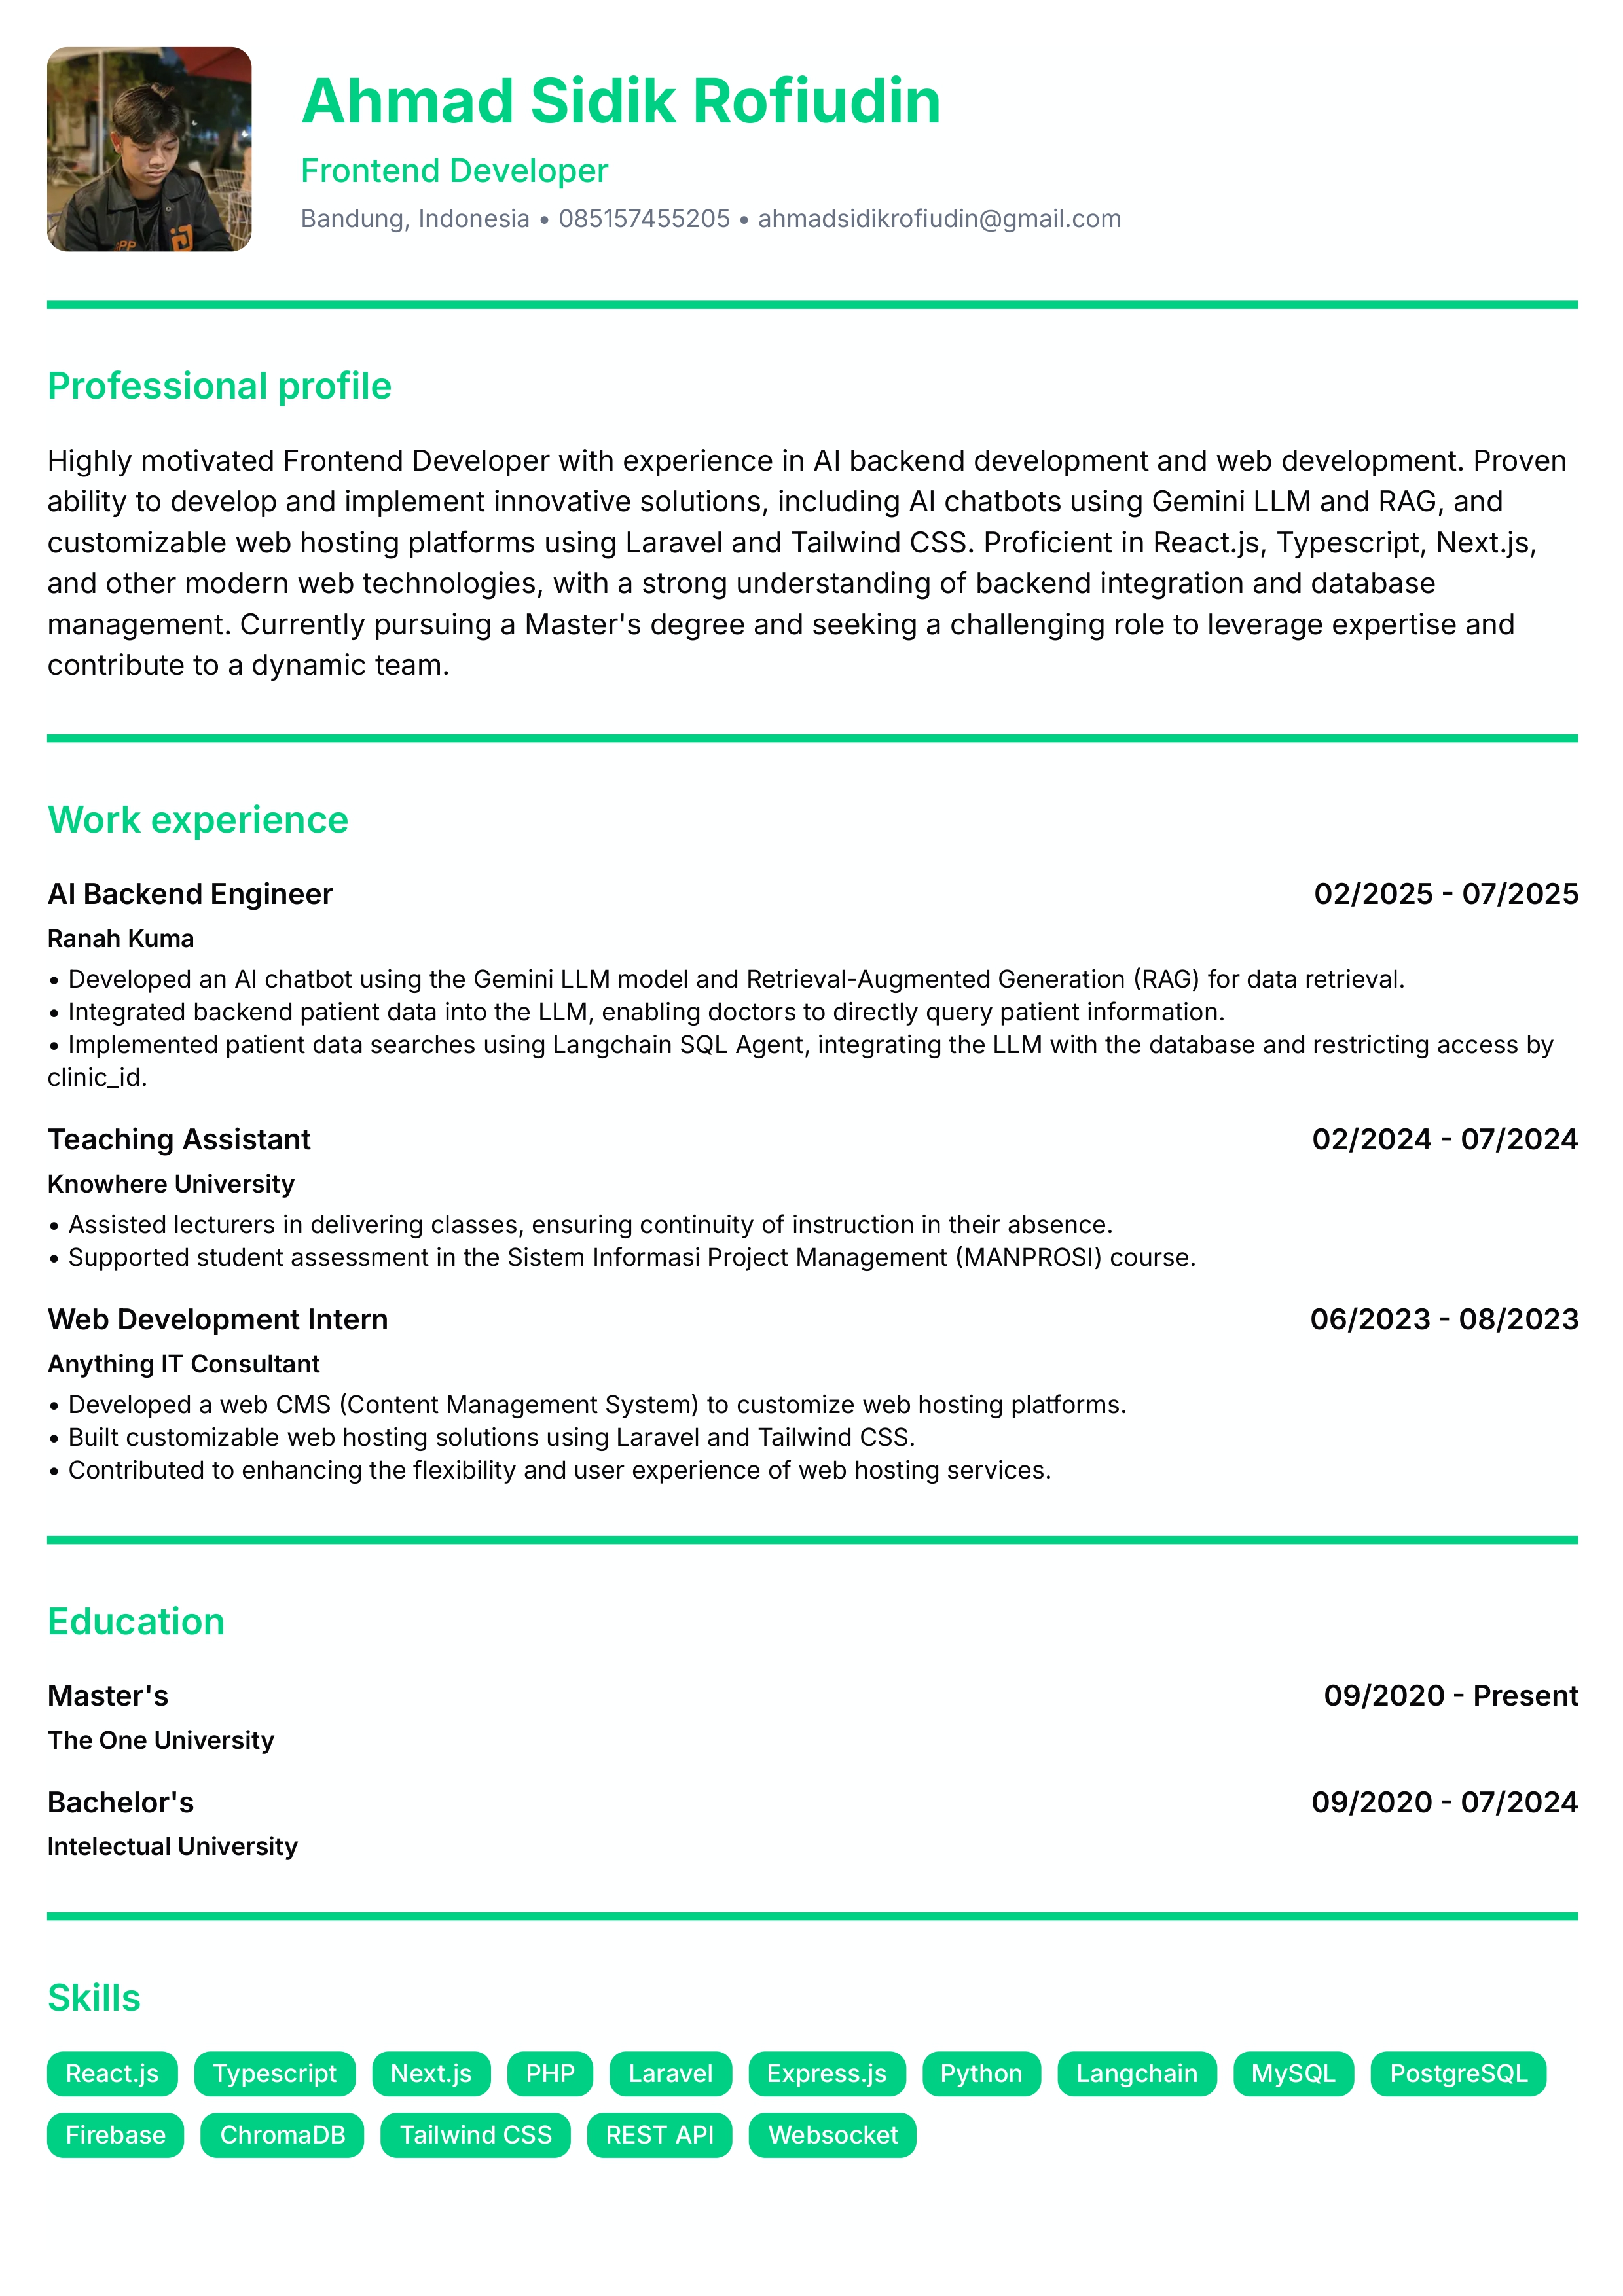 Ahmad Sidik Rofiudin
Frontend Developer
Bandung, Indonesia • 085157455205 • ahmadsidikrofiudin@gmail.com
Professional profile
Highly motivated Frontend Developer with experience in AI backend development and web development. Proven
ability to develop and implement innovative solutions, including AI chatbots using Gemini LLM and RAG, and
customizable web hosting platforms using Laravel and Tailwind CSS. Proficient in React.js, Typescript, Next.js,
and other modern web technologies, with a strong understanding of backend integration and database
management. Currently pursuing a Master's degree and seeking a challenging role to leverage expertise and
contribute to a dynamic team.
Work experience
AI Backend Engineer 02/2025 - 07/2025
Ranah Kuma
• Developed an AI chatbot using the Gemini LLM model and Retrieval-Augmented Generation (RAG) for data retrieval.
• Integrated backend patient data into the LLM, enabling doctors to directly query patient information.
• Implemented patient data searches using Langchain SQL Agent, integrating the LLM with the database and restricting access by
clinic_id.
Teaching Assistant 02/2024 - 07/2024
Knowhere University
• Assisted lecturers in delivering classes, ensuring continuity of instruction in their absence.
• Supported student assessment in the Sistem Informasi Project Management (MANPROSI) course.
Web Development Intern 06/2023 - 08/2023
Anything IT Consultant
• Developed a web CMS (Content Management System) to customize web hosting platforms.
• Built customizable web hosting solutions using Laravel and Tailwind CSS.
• Contributed to enhancing the flexibility and user experience of web hosting services.
Education
Master's 09/2020 - Present
The One University
Bachelor's 09/2020 - 07/2024
Intelectual University
Skills
React.js Typescript Next.js PHP Laravel Express.js Python Langchain MySQL PostgreSQL
Firebase ChromaDB Tailwind CSS REST API Websocket